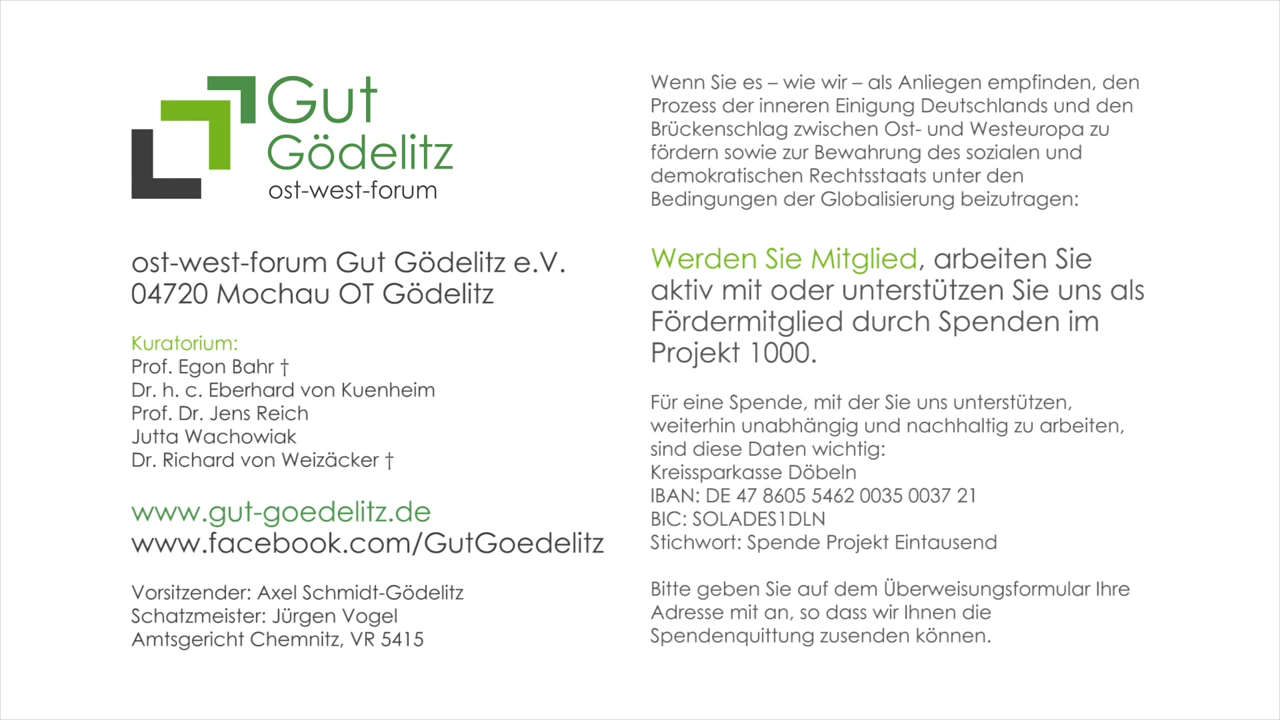 Gut
Gödelitz
ost-west-forum
ost-west-forum Gut Gödelitz e.V.
04720 Mochau OT Gödelitz
Kuratorium:
Prof. Egon Bahr †
Dr. h. c. Eberhard von Kuenheim
Prof. Dr. Jens Reich
Jutta Wachowiak
Dr. Richard von Weizäcker †
www.gut-goedelitz.de
www.facebook.com/GutGoedelitz
Vorsitzender: Axel Schmidt-Gödelitz
Schatzmeister: Jürgen Vogel
Amtsgericht Chemnitz, VR 5415
Wenn Sie es – wie wir – als Anliegen empfinden, den
Prozess der inneren Einigung Deutschlands und den
Brückenschlag zwischen Ost- und Westeuropa zu
fördern sowie zur Bewahrung des sozialen und
demokratischen Rechtsstaats unter den
Bedingungen der Globalisierung beizutragen:
Werden Sie Mitglied, arbeiten Sie
aktiv mit oder unterstützen Sie uns als
Fördermitglied durch Spenden im
Projekt 1000.
Für eine Spende, mit der Sie uns unterstützen,
weiterhin unabhängig und nachhaltig zu arbeiten,
sind diese Daten wichtig:
Kreissparkasse Döbeln
IBAN: DE 47 8605 5462 0035 0037 21
BIC: SOLADES1DLN
Stichwort: Spende Projekt Eintausend
Bitte geben Sie auf dem Überweisungsformular Ihre
Adresse mit an, so dass wir Ihnen die
Spendenquittung zusenden können.